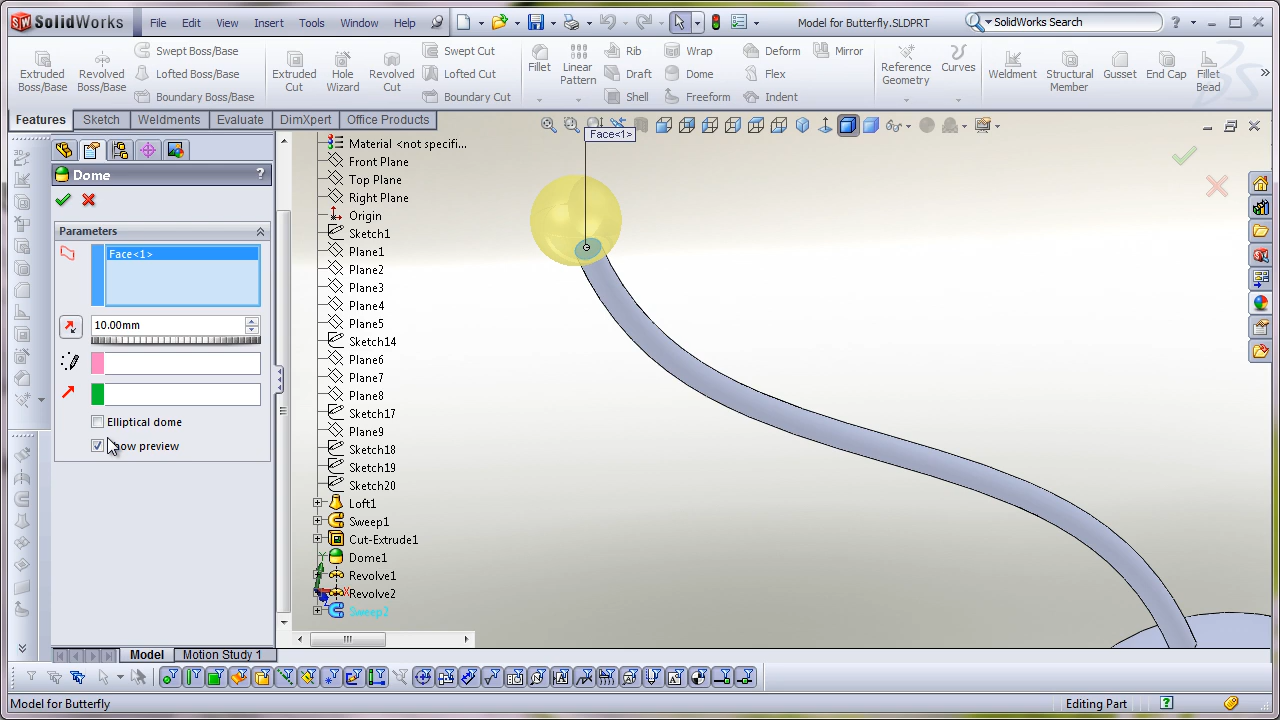 SolidWorks File Edit View Insert Tools Window Help Model for Butterfly.SLDPRT SolidWorks Search
Extruded Boss/Base
Revolved Boss/Base
Swept Boss/Base
Lofted Boss/Base
Boundary Boss/Base
Extruded Cut
Hole Wizard
Revolved Cut
Swept Cut
Lofted Cut
Boundary Cut
Fillet
Linear Pattern
Rib
Draft
Shell
Wrap
Dome
Freeform
Deform
Flex
Indent
Mirror
Reference Geometry
Curves
Weldment
Structural Member
Gusset
End Cap
Fillet Bead
Features Sketch Weldments Evaluate DimXpert Office Products
Dome ?
Parameters
Face<1>
10.00mm
Elliptical dome
ow preview
Material <not specifi...
Front Plane
Top Plane
Right Plane
Origin
Sketch1
Plane1
Plane2
Plane3
Plane4
Plane5
Sketch14
Plane6
Plane7
Plane8
Sketch17
Plane9
Sketch18
Sketch19
Sketch20
Loft1
Sweep1
Cut-Extrude1
Dome1
Revolve1
Revolve2
Sweep2
Face<1>
Model Motion Study 1
Model for Butterfly Editing Part